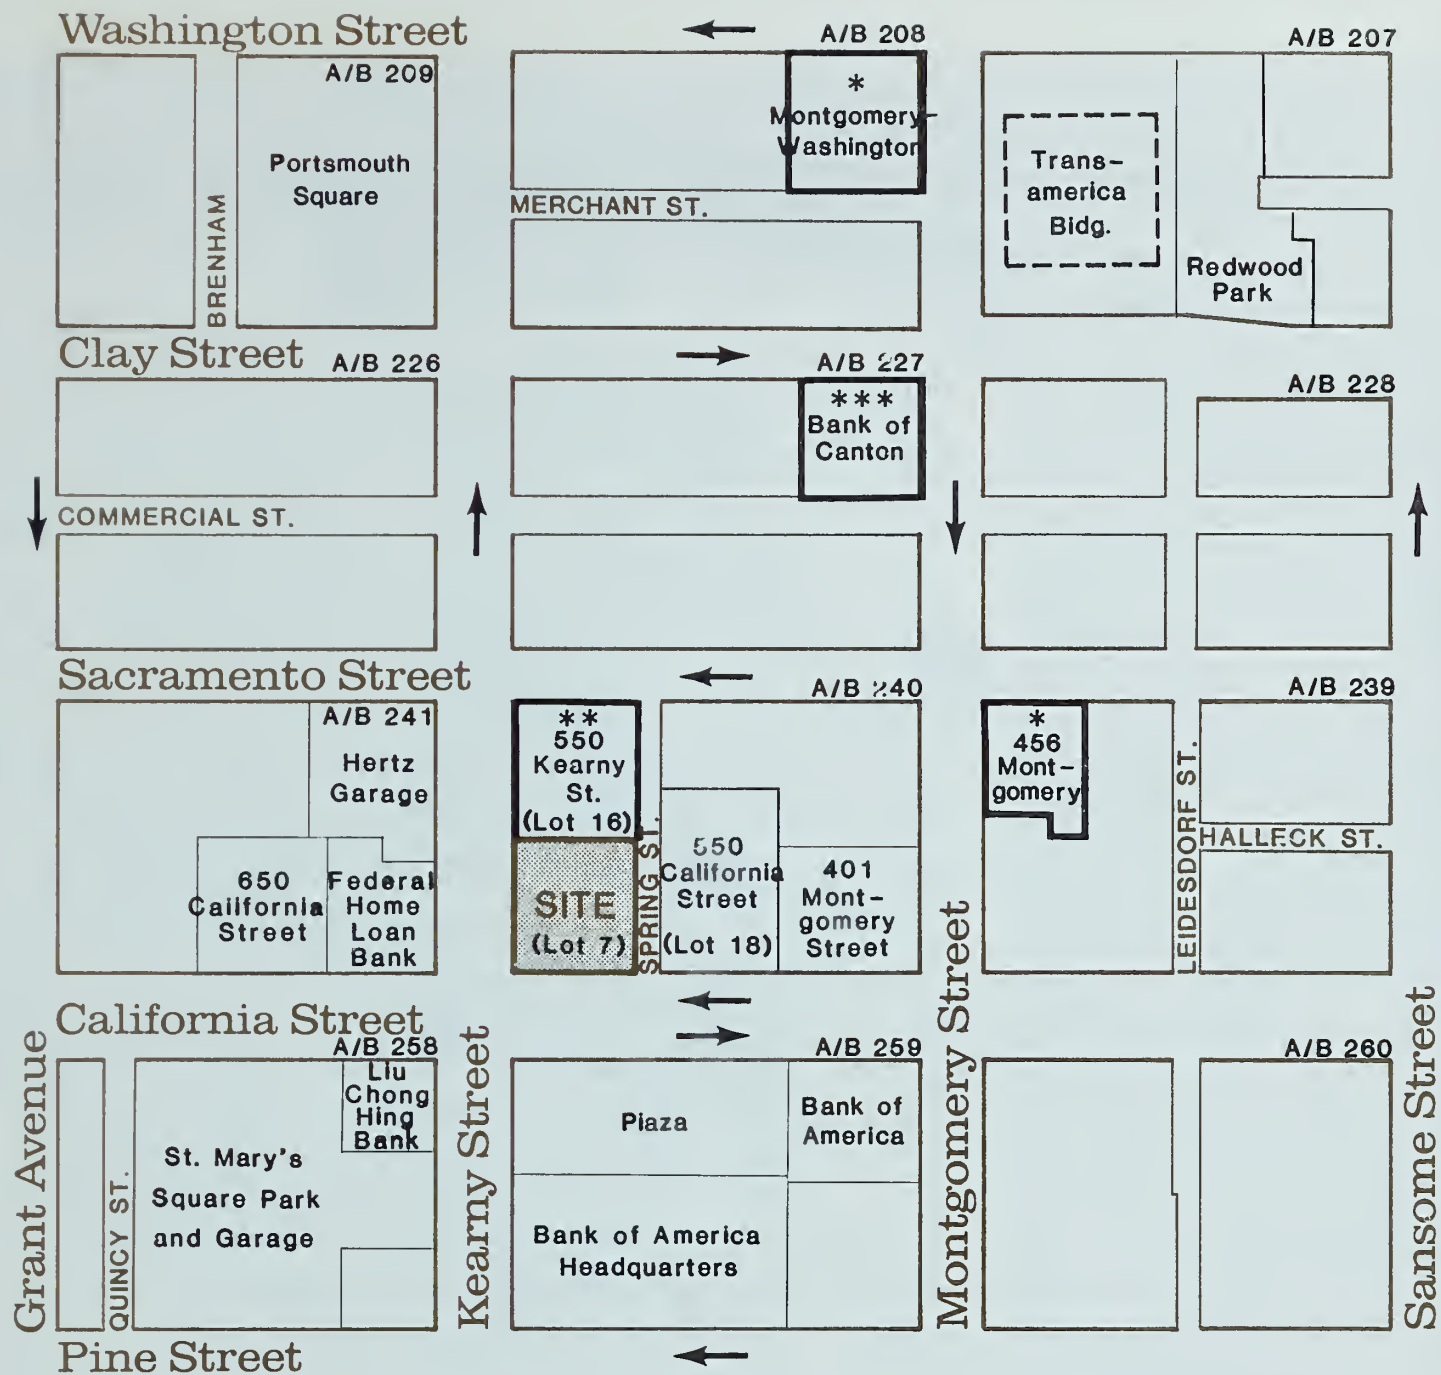 Washington Street
A/B 208
A/B 207
A/B 209
*
Montgomery-
Washington
Portsmouth
Square
Trans-
america
Bldg.
BRENHAM
MERCHANT ST.
Redwood
Park
Clay Street
A/B 226
A/B 227
A/B 228
***
Bank of
Canton
COMMERCIAL ST.
Sacramento Street
A/B 240
A/B 239
A/B 241
Hertz
Garage
**
550
Kearny
St.
(Lot 16)
*
456
Mont-
gomery
LEIDESDORF ST.
HALLECK ST.
650
California
Street
Federal
Home
Loan
Bank
SITE
(Lot 7)
SPRING ST.
550
California
Street
(Lot 18)
401
Mont-
gomery
Street
California Street
A/B 258
A/B 259
A/B 260
Grant Avenue
QUINCY ST.
Liu
Chong
Hing
Bank
St. Mary's
Square Park
and Garage
Kearny Street
Plaza
Bank of
America
Bank of America
Headquarters
Montgomery Street
Sansome Street
Pine Street